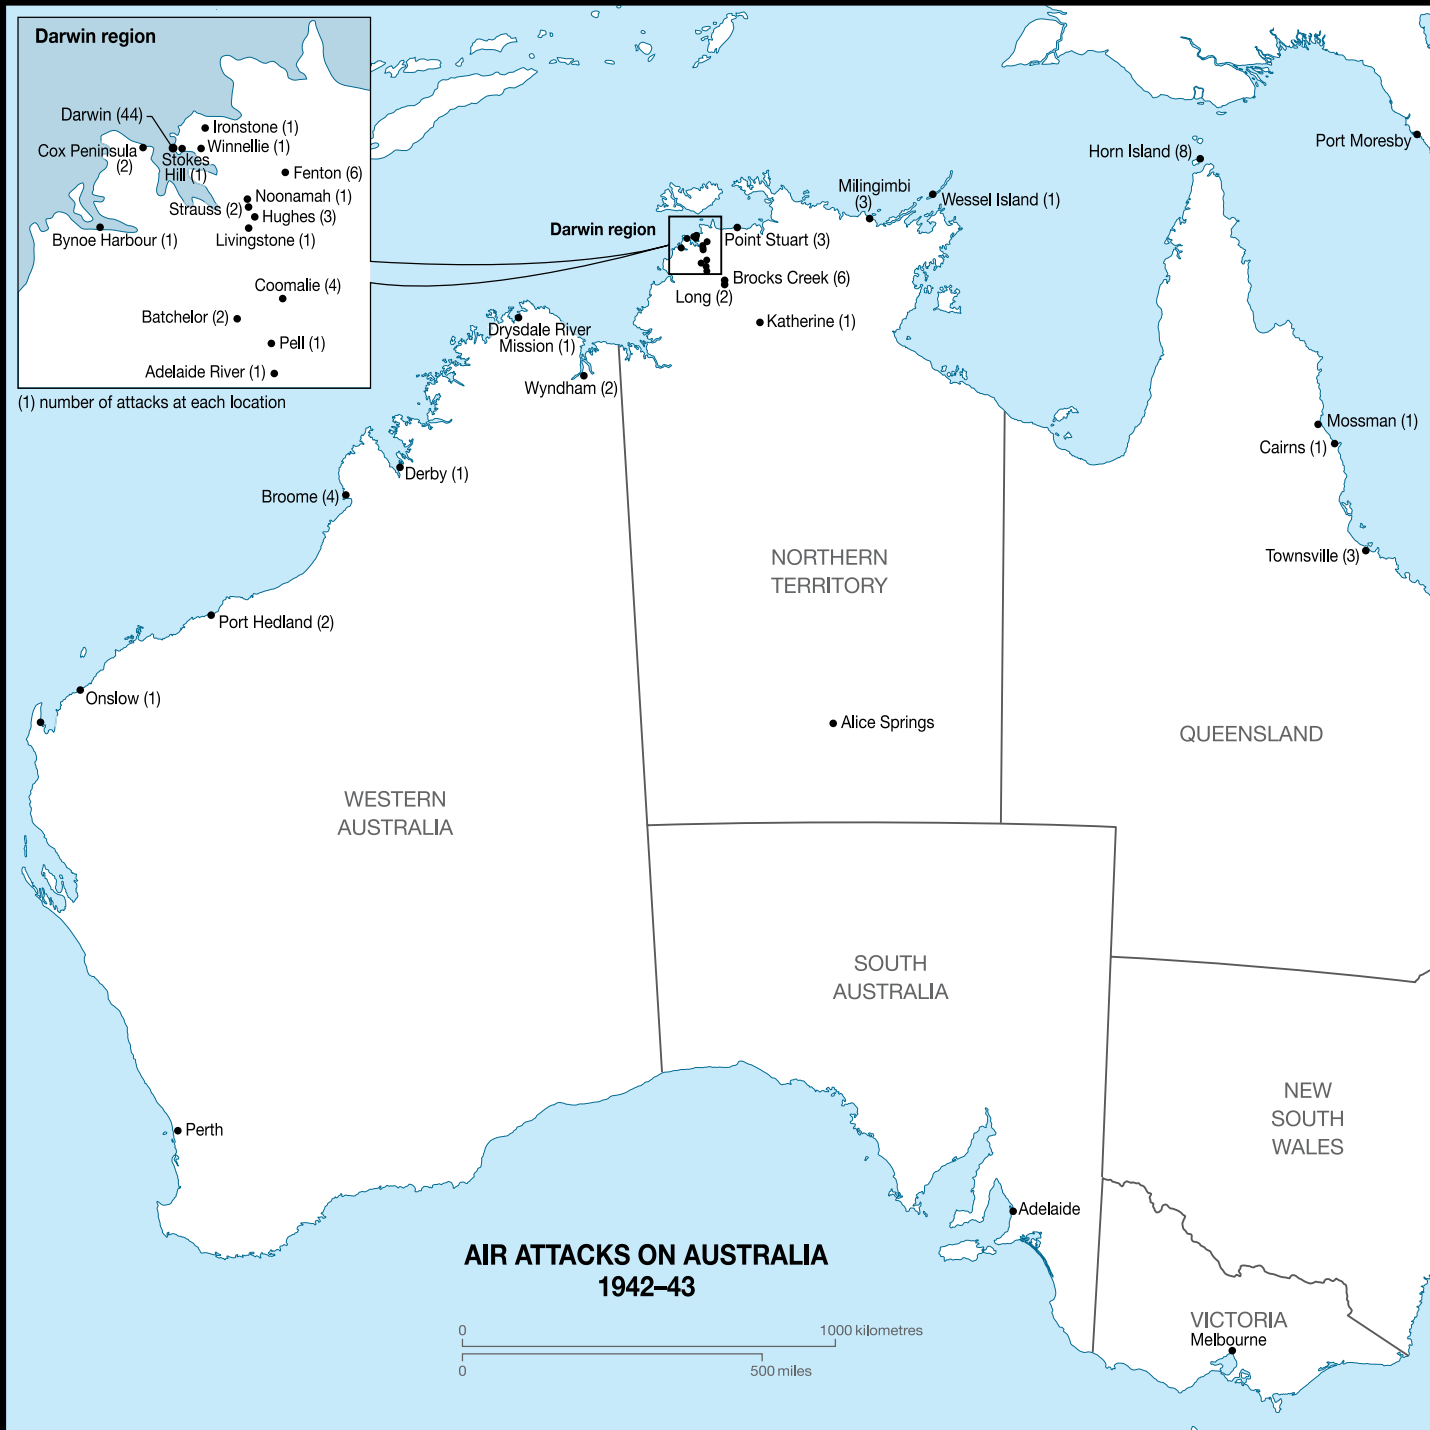 Darwin region
Darwin (44)
Ironstone (1)
Cox Peninsula
(2)
Stokes
Hill (1)
Winnellie (1)
Fenton (6)
Noonamah (1)
Strauss (2)
Hughes (3)
Bynoe Harbour (1)
Livingstone (1)
Coomalie (4)
Batchelor (2)
Pell (1)
Adelaide River (1)
(1) number of attacks at each location
Port Moresby
Horn Island (8)
Milingimbi
(3)
Wessel Island (1)
Darwin region
Point Stuart (3)
Brocks Creek (6)
Long (2)
Katherine (1)
Drysdale River
Mission (1)
Wyndham (2)
Derby (1)
Broome (4)
Mossman (1)
Cairns (1)
Townsville (3)
NORTHERN
TERRITORY
Port Hedland (2)
Onslow (1)
Alice Springs
QUEENSLAND
WESTERN
AUSTRALIA
SOUTH
AUSTRALIA
NEW
SOUTH
WALES
Perth
Adelaide
AIR ATTACKS ON AUSTRALIA
1942–43
VICTORIA
Melbourne
0
1000 kilometres
0
500 miles